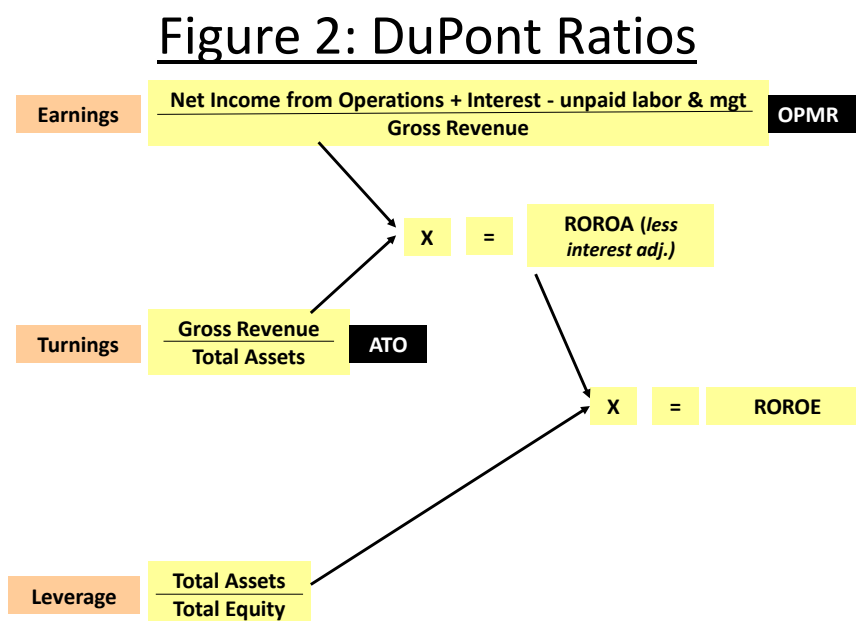 Figure 2: DuPont Ratios
Earnings
Net Income from Operations + Interest - unpaid labor & mgt
Gross Revenue
OPMR
X
=
ROROA (less
interest adj.)
Turnings
Gross Revenue
Total Assets
ATO
X
=
ROROE
Leverage
Total Assets
Total Equity